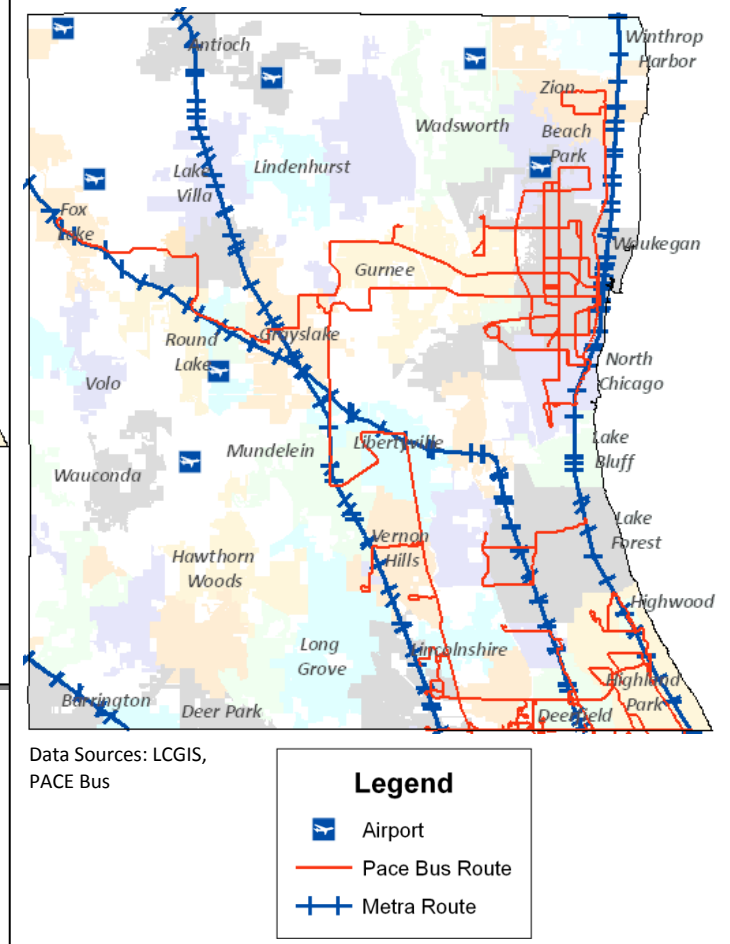 Antioch
Winthrop
Harbor
Zion
Wadsworth
Beach
Park
Lindenhurst
Lake
Villa
Fox
Lake
Waukegan
Gurnee
Grayslake
Round
Lake
North
Chicago
Volo
Libertyville
Lake
Bluff
Mundelein
Wauconda
Lake
Forest
Vernon
Hills
Hawthorn
Woods
Highwood
Long
Grove
Lincolnshire
Highland
Park
Barrington
Deer Park
Deerfield
Data Sources: LCGIS,
PACE Bus
Legend
Airport
Pace Bus Route
Metra Route